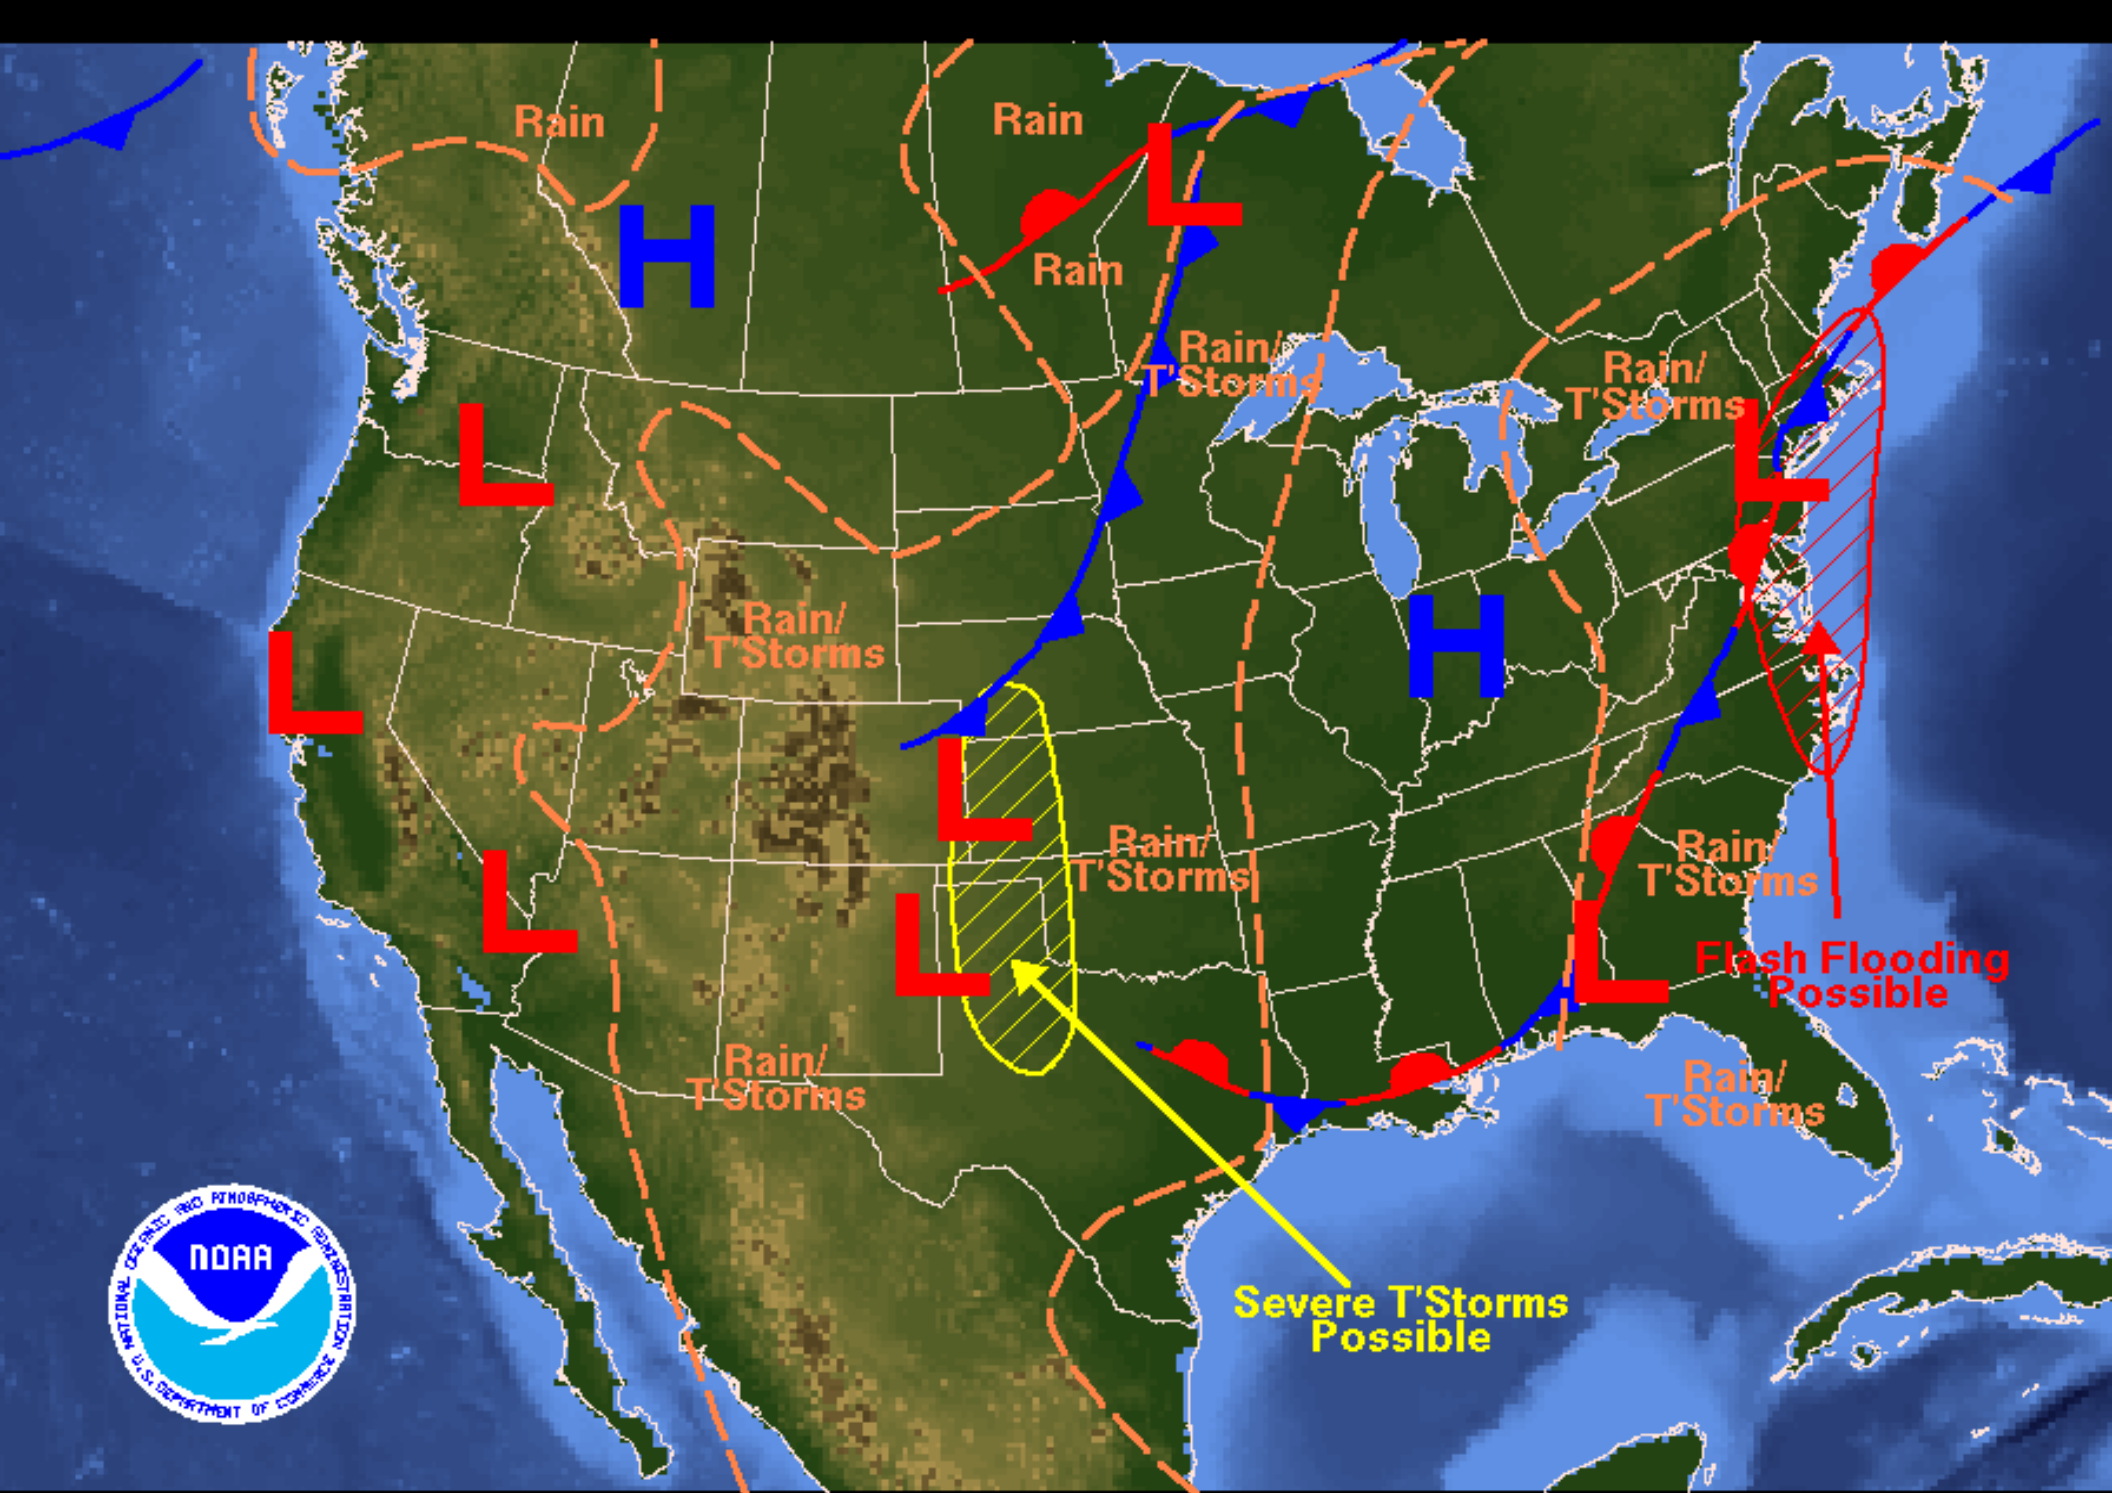 Rain
Rain
H
L
Rain
Rain/
T'Storms
Rain/
T'Storms
L
L
Rain/
T'Storms
H
L
L
Rain/
T'Storms
L
L
Rain/
T'Storms
L
Flash Flooding
Possible
Rain/
T'Storms
Rain/
T'Storms
NOAA
NATIONAL OCEANIC AND ATMOSPHERIC ADMINISTRATION
U.S. DEPARTMENT OF COMMERCE
Severe T'Storms
Possible